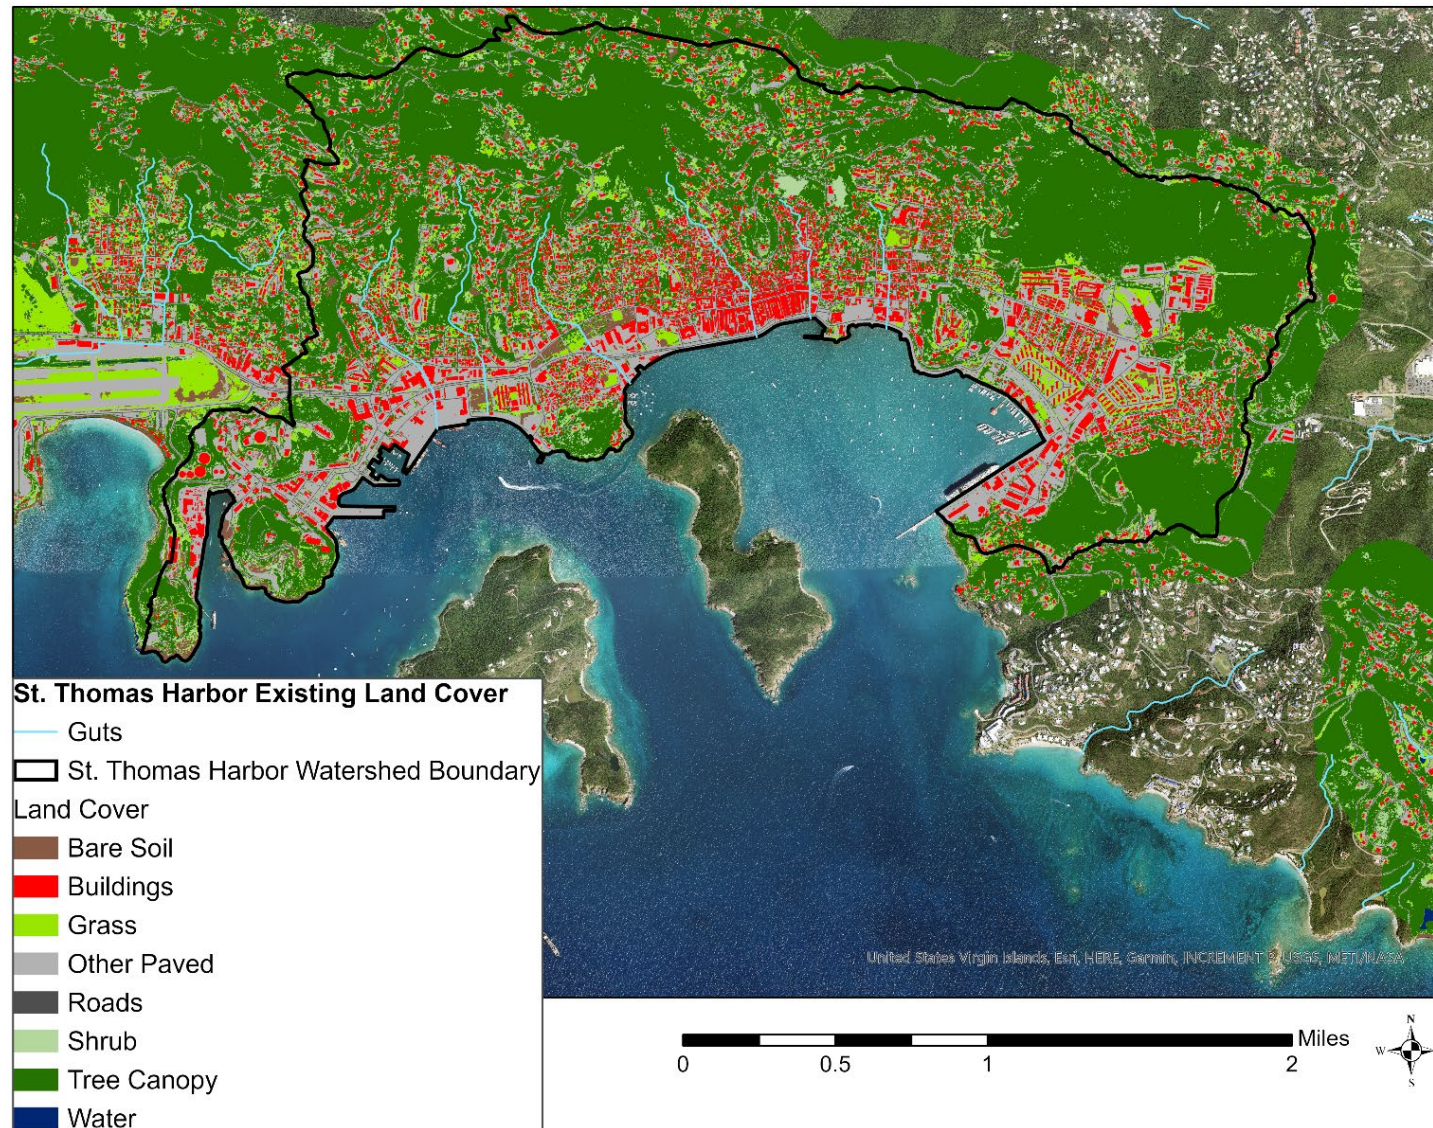 United States Virgin Islands, Esri, HERE, Garmin, INCREMENT P, USGS, METI/NASA
St. Thomas Harbor Existing Land Cover
Guts
St. Thomas Harbor Watershed Boundary
Land Cover
Bare Soil
Buildings
Grass
Other Paved
Roads
Shrub
Tree Canopy
Water
Miles
0 0.5 1 2
N
W
S